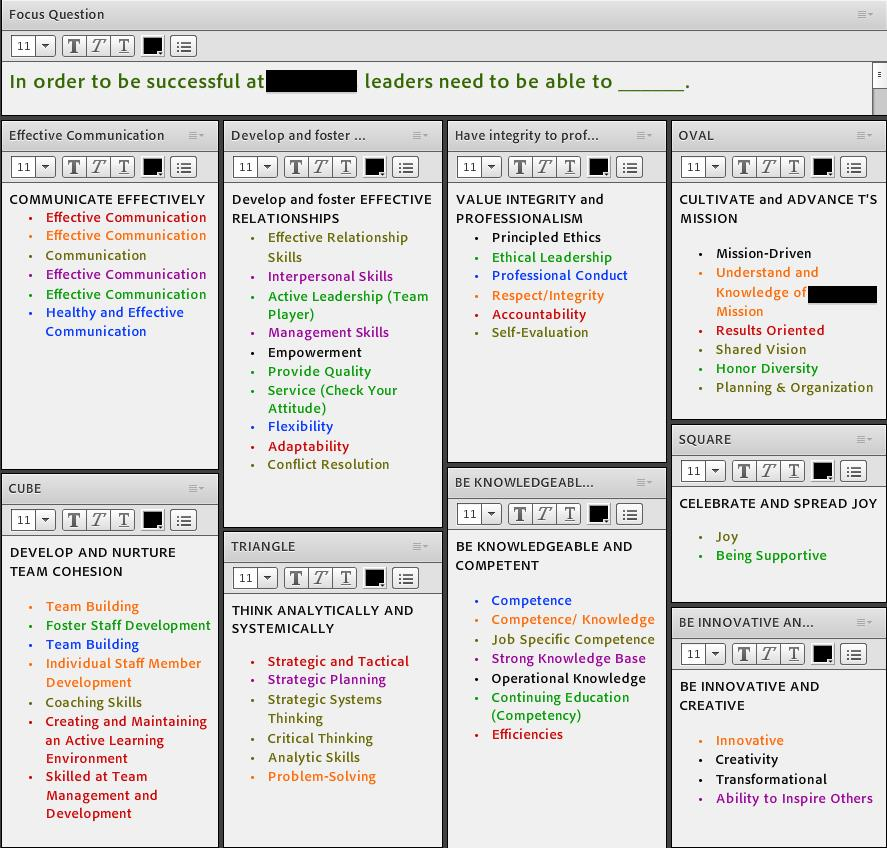 Focus Question
11 T T T
In order to be successful at leaders need to be able to ______.
Effective Communication
11 T T T
COMMUNICATE EFFECTIVELY
• Effective Communication
• Effective Communication
• Communication
• Effective Communication
• Effective Communication
• Healthy and Effective
Communication
CUBE
11 T T T
DEVELOP AND NURTURE
TEAM COHESION
• Team Building
• Foster Staff Development
• Team Building
• Individual Staff Member
Development
• Coaching Skills
• Creating and Maintaining
an Active Learning
Environment
• Skilled at Team
Management and
Development
Develop and foster ...
11 T T T
Develop and foster EFFECTIVE
RELATIONSHIPS
• Effective Relationship
Skills
• Interpersonal Skills
• Active Leadership (Team
Player)
• Management Skills
• Empowerment
• Provide Quality
• Service (Check Your
Attitude)
• Flexibility
• Adaptability
• Conflict Resolution
TRIANGLE
11 T T T
THINK ANALYTICALLY AND
SYSTEMICALLY
• Strategic and Tactical
• Strategic Planning
• Strategic Systems
Thinking
• Critical Thinking
• Analytic Skills
• Problem-Solving
Have integrity to prof...
11 T T T
VALUE INTEGRITY and
PROFESSIONALISM
• Principled Ethics
• Ethical Leadership
• Professional Conduct
• Respect/Integrity
• Accountability
• Self-Evaluation
BE KNOWLEDGEABL...
11 T T T
BE KNOWLEDGEABLE AND
COMPETENT
• Competence
• Competence/ Knowledge
• Job Specific Competence
• Strong Knowledge Base
• Operational Knowledge
• Continuing Education
(Competency)
• Efficiencies
OVAL
11 T T T
CULTIVATE and ADVANCE T'S
MISSION
• Mission-Driven
• Understand and
Knowledge of
Mission
• Results Oriented
• Shared Vision
• Honor Diversity
• Planning & Organization
SQUARE
11 T T T
CELEBRATE AND SPREAD JOY
• Joy
• Being Supportive
BE INNOVATIVE AN...
11 T T T
BE INNOVATIVE AND
CREATIVE
• Innovative
• Creativity
• Transformational
• Ability to Inspire Others